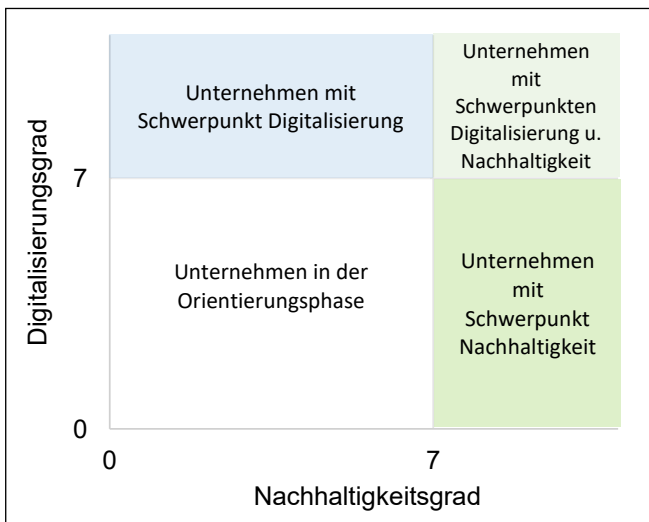 Digitalisierungsgrad
Unternehmen mit
Schwerpunkt Digitalisierung
Unternehmen
mit
Schwerpunkten
Digitalisierung u.
Nachhaltigkeit
7
Unternehmen in der
Orientierungsphase
Unternehmen
mit
Schwerpunkt
Nachhaltigkeit
0
0
7
Nachhaltigkeitsgrad